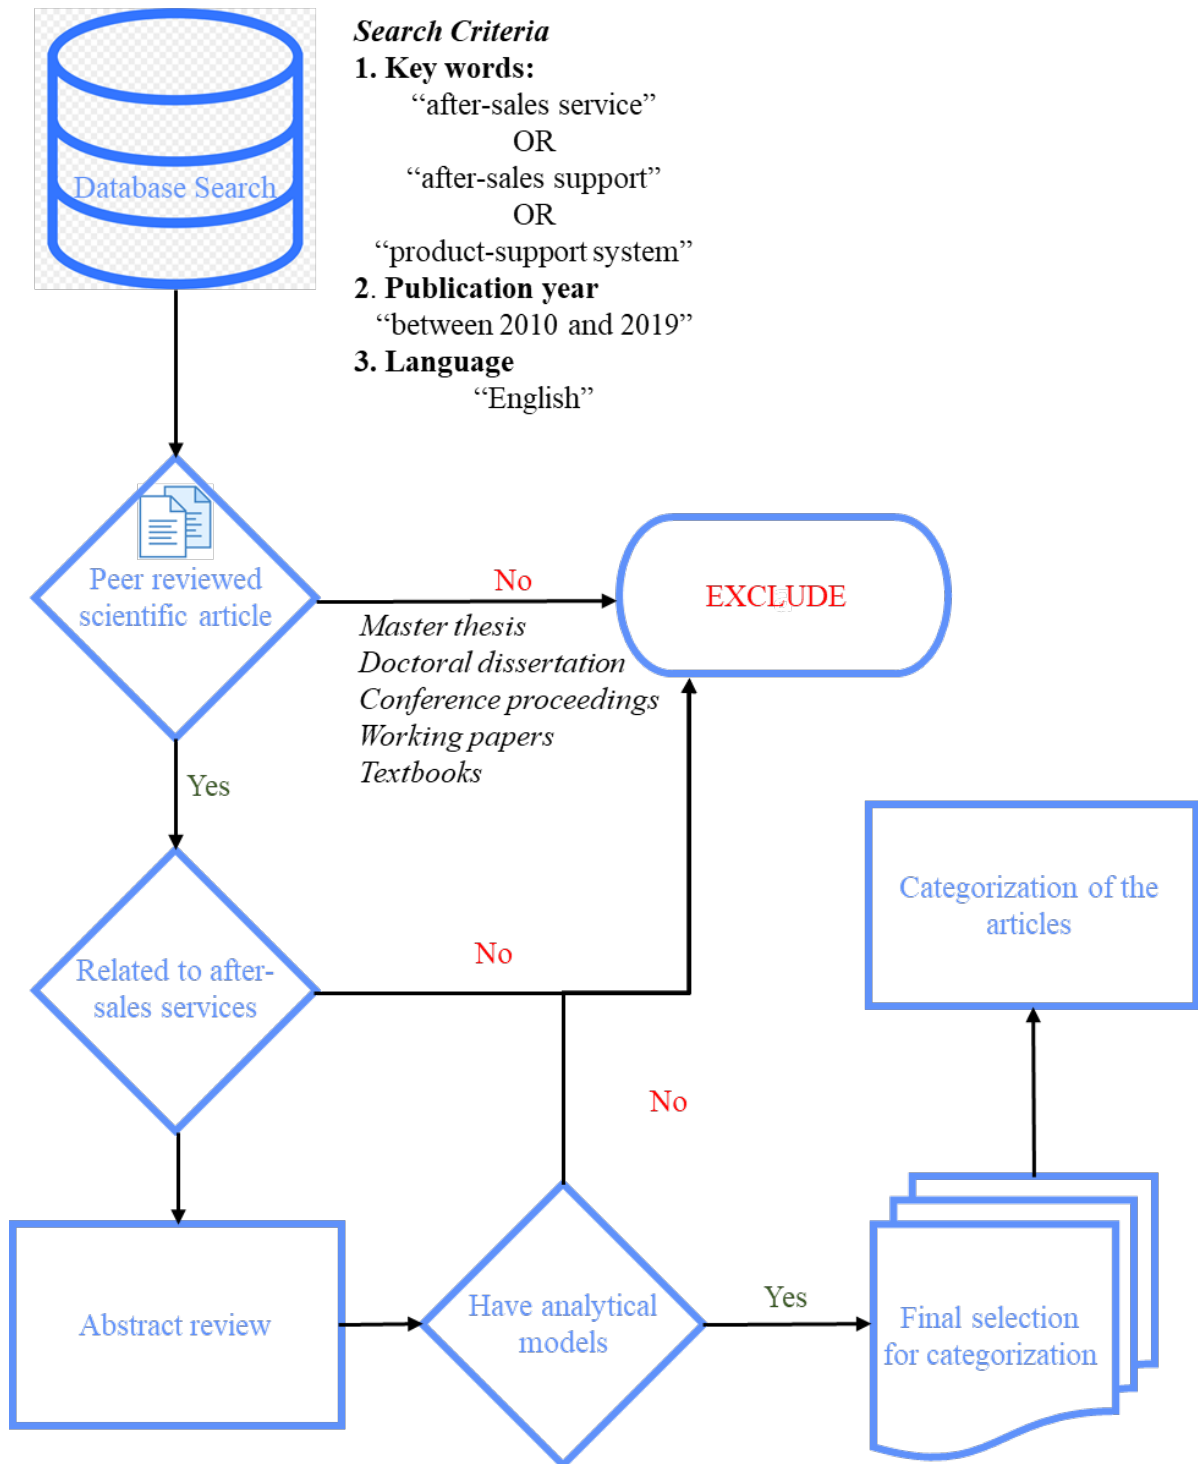 Search Criteria
1. Key words:
“after-sales service”
OR
“after-sales support”
OR
“product-support system”
2. Publication year
“between 2010 and 2019”
3. Language
“English”
Database Search
Peer reviewed
scientific article
No
Master thesis
Doctoral dissertation
Conference proceedings
Working papers
Textbooks
EXCLUDE
Yes
Related to after-
sales services
No
No
Abstract review
Have analytical
models
Yes
Final selection
for categorization
Categorization of the
articles